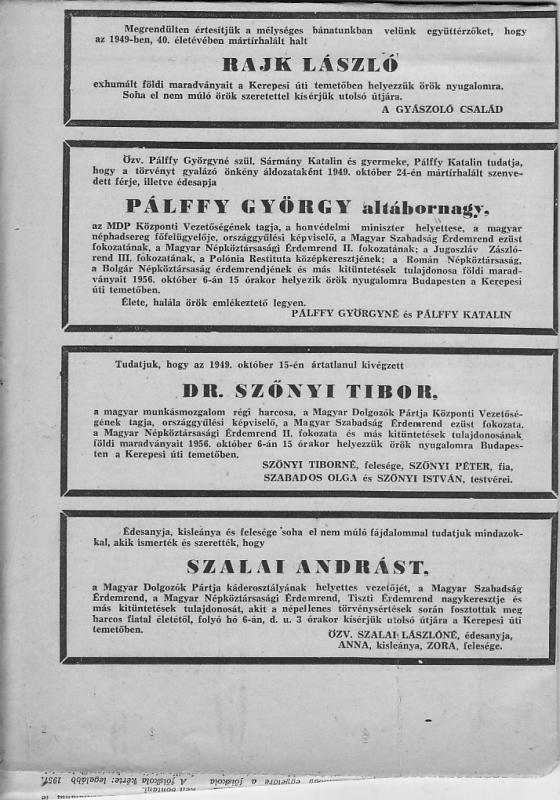 Megrendülten értesítjük a mélységes bánatunkban velünk együttérzőket, hogy
az 1949-ben, 40. életévében mártírhalált halt
RAJK LÁSZLÓ
exhumált földi maradványait a Kerepesi úti temetőben helyezzük örök nyugalomra.
Soha el nem múló örök szeretettel kísérjük utolsó útjára.
A GYÁSZOLÓ CSALÁD
Özv. Pálffy Györgyné szül. Sármány Katalin és gyermeke, Pálffy Katalin tudatja,
hogy a törvényt gyalázó önkény áldozataként 1949. október 24-én mártírhalált szenve-
dett férje, illetve édesapja
PÁLFFY GYÖRGY altábornagy,
az MDP Központi Vezetőségének tagja, a honvédelmi miniszter helyettese, a magyar
néphadsereg főfelügyelője, országgyűlési képviselő, a Magyar Szabadság Érdemrend ezüst
fokozatának, a Magyar Népköztársasági Érdemrend II. fokozatának; a Jugoszláv Zászló-
rend III. fokozatának, a Polónia Restituta középkeresztjének; a Román Népköztársaság,
a Bolgár Népköztársaság érdemrendjének és más kitüntetések tulajdonosa földi marad-
ványait 1956. október 6-án 15 órakor helyezik örök nyugalomra Budapesten a Kerepesi
úti temetőben.
Élete, halála örök emlékeztető legyen.
PÁLFFY GYÖRGYNÉ és PÁLFFY KATALIN
Tudatjuk, hogy az 1949. október 15-én ártatlanul kivégzett
DR. SZŐNYI TIBOR,
a magyar munkásmozgalom régi harcosa, a Magyar Dolgozók Pártja Központi Vezetősé-
gének tagja, országgyűlési képviselő, a Magyar Szabadság Érdemrend ezüst fokozata,
a Magyar Népköztársasági Érdemrend II. fokozata és más kitüntetések tulajdonosának
földi maradványait 1956. október 6-án 15 órakor helyezzük örök nyugalomra Budapes-
ten a Kerepesi úti temetőben.
SZŐNYI TIBORNÉ, felesége, SZŐNYI PÉTER, fia,
SZABADOS OLGA és SZŐNYI ISTVÁN, testvérei.
Édesanyja, kisleánya és felesége soha el nem múló fájdalommal tudatjuk mindazok-
kal, akik ismerték és szerették, hogy
SZALAI ANDRÁST,
a Magyar Dolgozók Pártja káderosztályának helyettes vezetőjét, a Magyar Szabadság
Érdemrend, a Magyar Népköztársasági Érdemrend, Tiszti Érdemrend nagykeresztje és
más kitüntetések tulajdonosát, akit a népellenes törvénysértések során fosztottak meg
harcos fiatal életétől, folyó hó 6-án, d. u. 3 órakor kísérjük utolsó útjára a Kerepesi úti
temetőben.
ÖZV. SZALAI LÁSZLÓNÉ, édesanyja,
ANNA, kisleánya, ZORA, felesége.
egyetlőre a főiskola A főiskola kérte: legalább 1957.